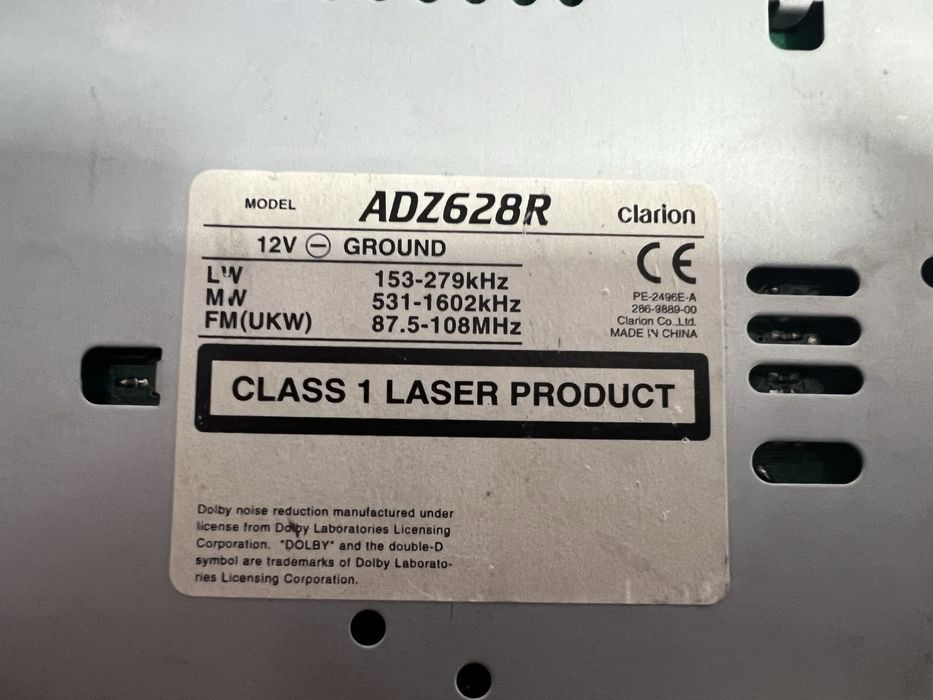 MODEL ADZ628R clarion
12V ⊖ GROUND
LW 153-279kHz
MW 531-1602kHz
FM(UKW) 87.5-108MHz
CE
PE-2496E-A
286-9889-00
Clarion Co.,Ltd.
MADE IN CHINA
CLASS 1 LASER PRODUCT
Dolby noise reduction manufactured under
license from Dolby Laboratories Licensing
Corporation. "DOLBY" and the double-D
symbol are trademarks of Dolby Laborato-
ries Licensing Corporation.